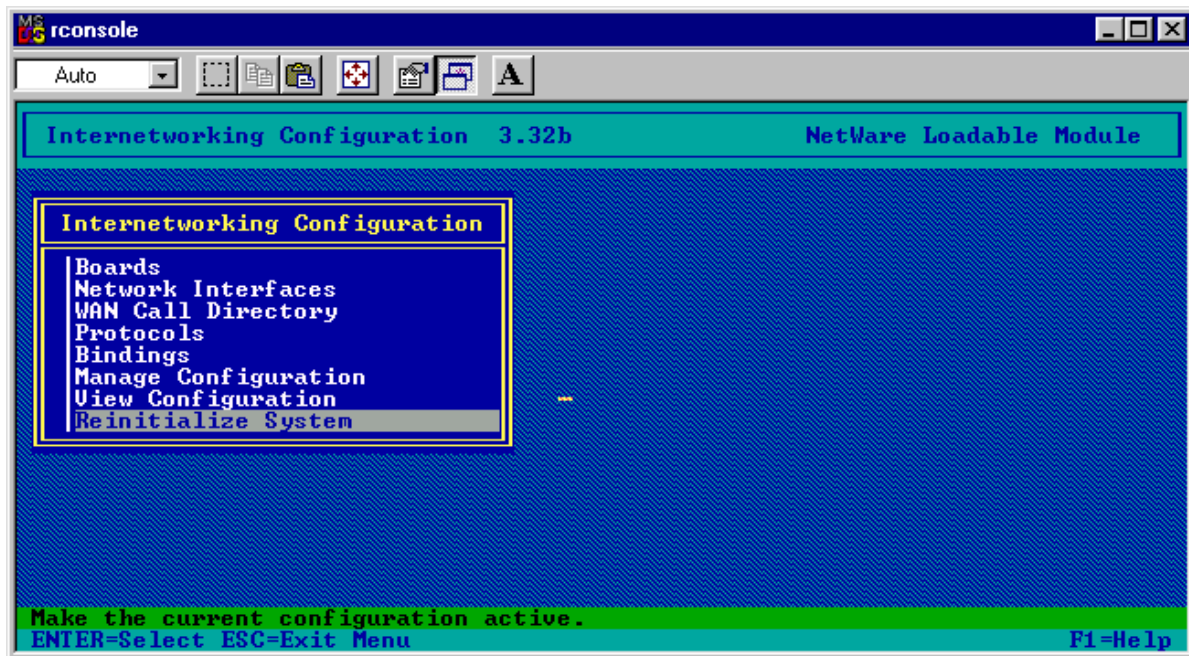 rconsole
Auto
A
Internetworking Configuration 3.32b NetWare Loadable Module
Internetworking Configuration
Boards
Network Interfaces
WAN Call Directory
Protocols
Bindings
Manage Configuration
View Configuration
Reinitialize System
Make the current configuration active.
ENTER=Select ESC=Exit Menu F1=Help